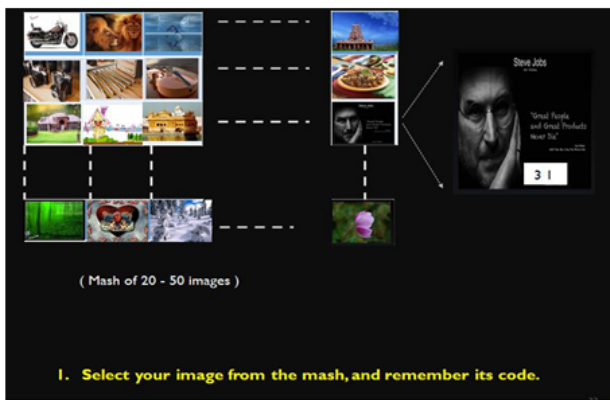 Steve Jobs
"Great People
and Great Products
Never Die"
3 1
( Mash of 20 - 50 images )
1. Select your image from the mash, and remember its code.